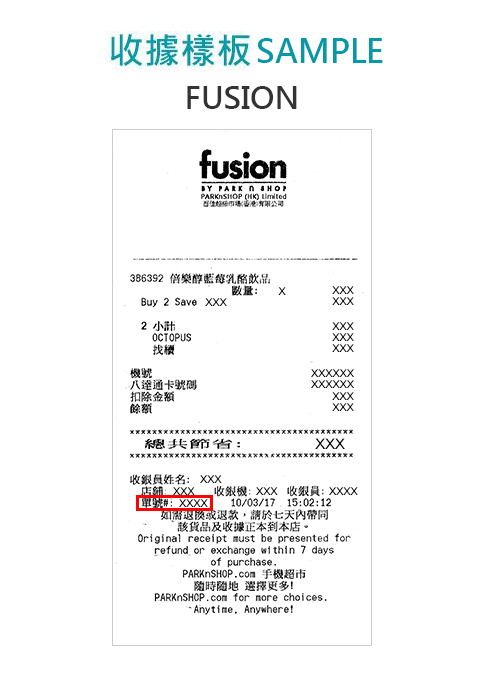 收據樣板 SAMPLE
FUSION
fusion
BY PARK n SHOP
PARKnSHOP (HK) Limited
百佳超級市場(香港)有限公司
386392 倍樂醇藍莓乳酪飲品
數量: X XXX
Buy 2 Save XXX XXX
2 小計 XXX
OCTOPUS XXX
找續 XXX
機號 XXXXXX
八達通卡號碼 XXXXXX
扣除金額 XXX
餘額 XXX
****************************************
總共節省: XXX
****************************************
收銀員姓名: XXX
店舖: XXX 收銀機: XXX 收銀員: XXXX
單號#: XXXX 10/03/17 15:02:12
如需退換或退款，請於七天內帶同
該貨品及收據正本到本店。
Original receipt must be presented for
refund or exchange within 7 days
of purchase.
PARKnSHOP.com 手機超市
隨時隨地 選擇更多!
PARKnSHOP.com for more choices.
Anytime, Anywhere!